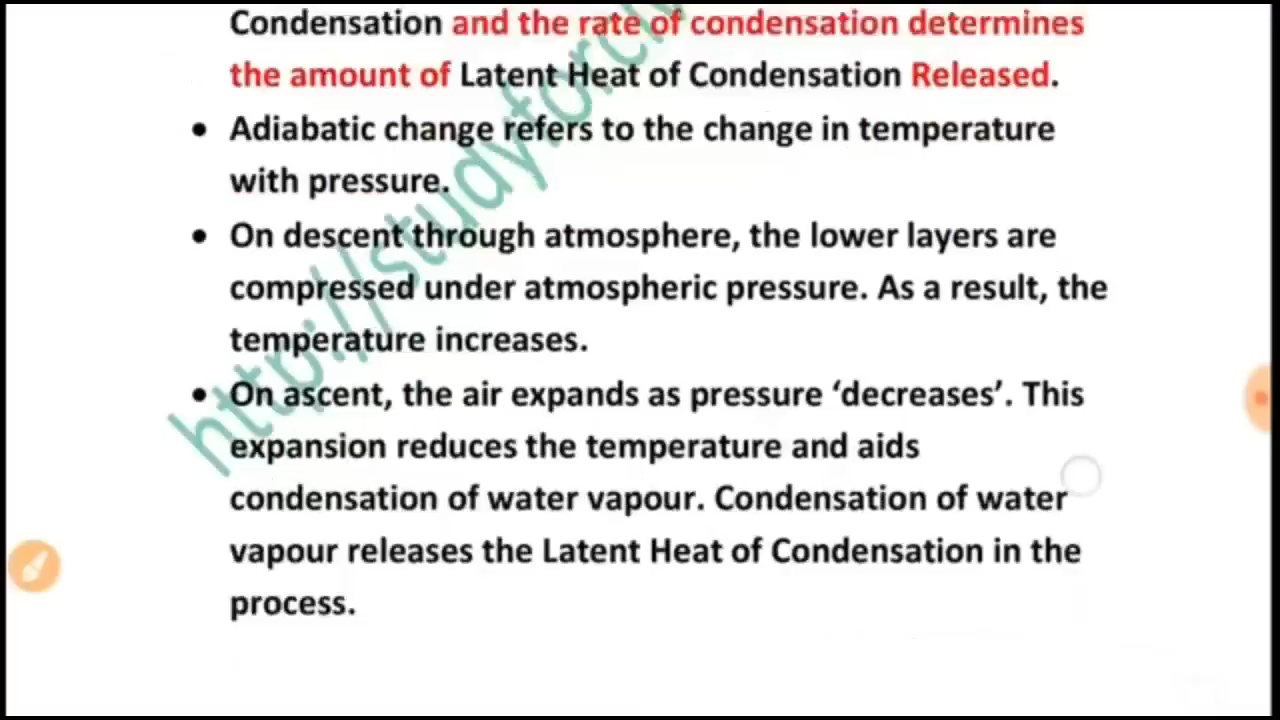 Condensation and the rate of condensation determines
the amount of Latent Heat of Condensation Released.
• Adiabatic change refers to the change in temperature
with pressure.
• On descent through atmosphere, the lower layers are
compressed under atmospheric pressure. As a result, the
temperature increases.
• On ascent, the air expands as pressure ‘decreases’. This
expansion reduces the temperature and aids
condensation of water vapour. Condensation of water
vapour releases the Latent Heat of Condensation in the
process.
http://studyforci